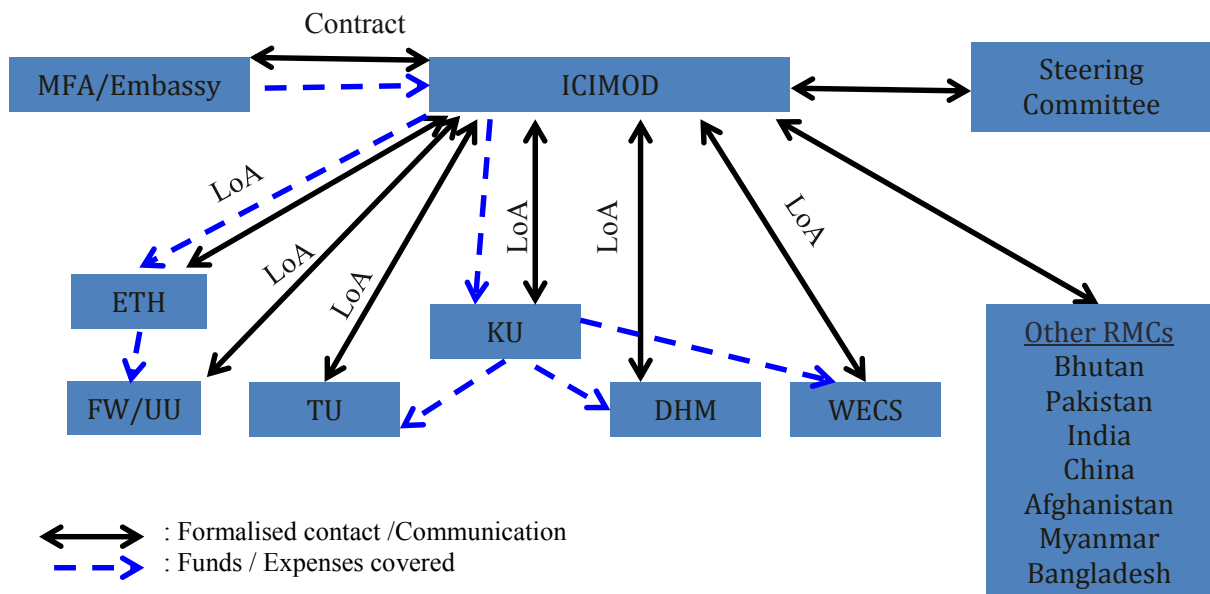 Contract
MFA/Embassy
ICIMOD
Steering
Committee
LoA
LoA
LoA
LoA
LoA
LoA
ETH
KU
FW/UU
TU
DHM
WECS
Other RMCs
Bhutan
Pakistan
India
China
Afghanistan
Myanmar
Bangladesh
: Formalised contact /Communication
: Funds / Expenses covered